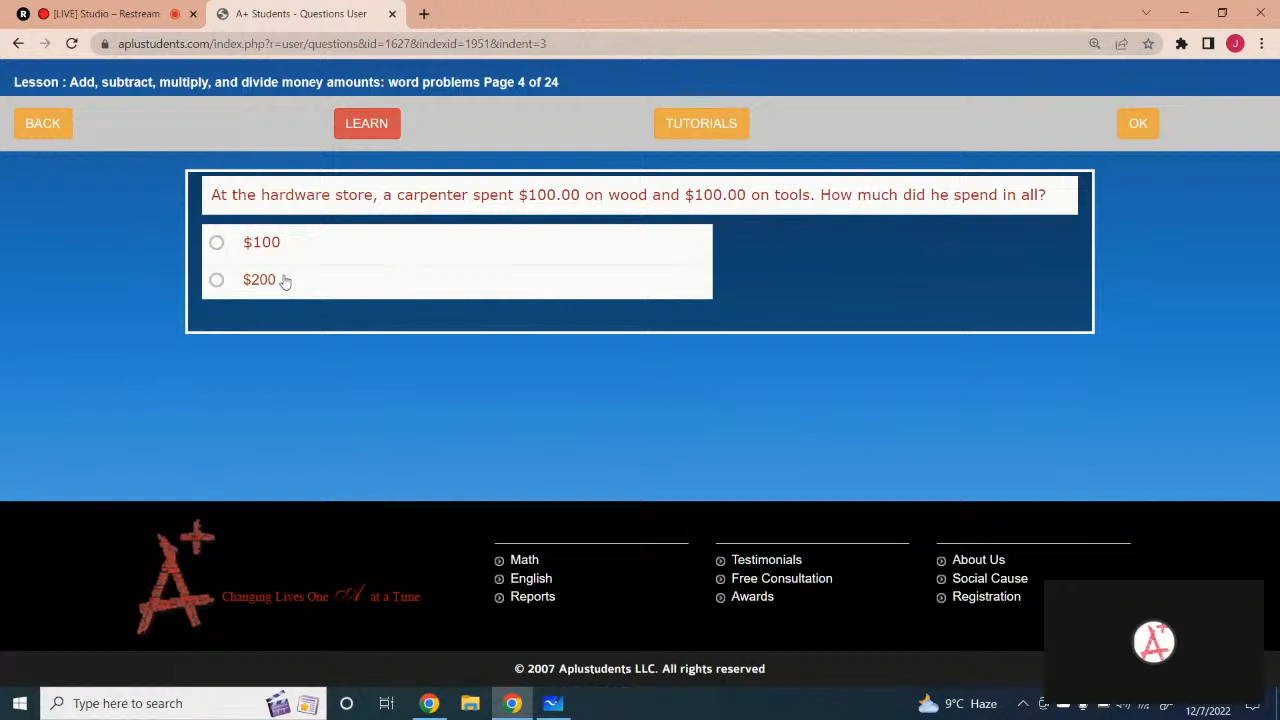 [LIVE] Studio – Restream
A+ Students - Questions User
aplustudents.com/index.php?r=user/questions&id=1627&indexid=1951&indent=3
J
Lesson : Add, subtract, multiply, and divide money amounts: word problems Page 4 of 24
BACK
LEARN
TUTORIALS
OK
At the hardware store, a carpenter spent $100.00 on wood and $100.00 on tools. How much did he spend in all?
$100
$200
A+
Changing Lives One A at a Time
Math
English
Reports
Testimonials
Free Consultation
Awards
About Us
Social Cause
Registration
© 2007 Aplustudents LLC. All rights reserved
A+
Type here to search
9°C Haze
12/7/2022